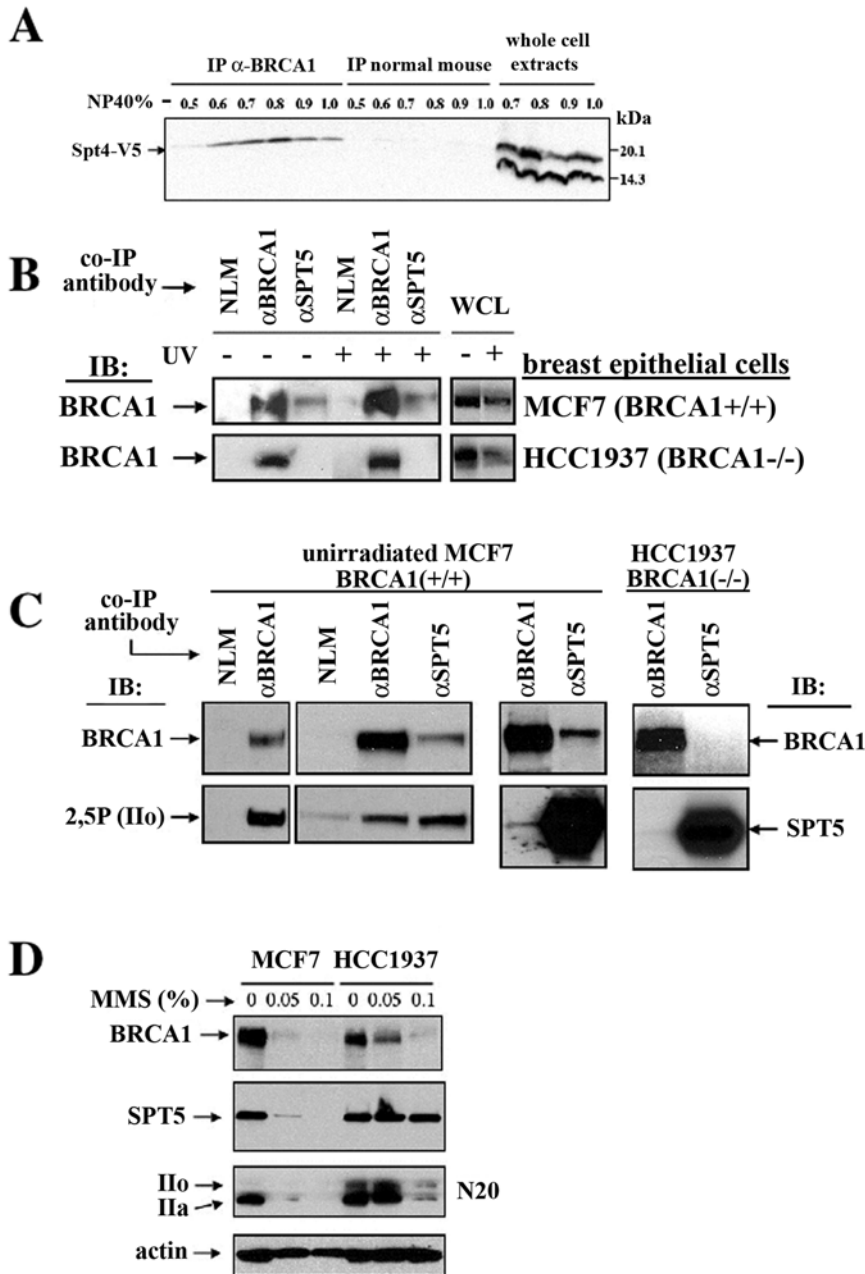 A
IP α-BRCA1 IP normal mouse whole cell extracts
NP40% – 0.5 0.6 0.7 0.8 0.9 1.0 0.5 0.6 0.7 0.8 0.9 1.0 0.7 0.8 0.9 1.0
kDa
Spt4-V5
20.1
14.3
B
co-IP antibody
NLM αBRCA1 αSPT5 NLM αBRCA1 αSPT5 WCL
UV - - - + + + - +
IB:
breast epithelial cells
BRCA1 MCF7 (BRCA1+/+)
BRCA1 HCC1937 (BRCA1-/-)
C
unirradiated MCF7 BRCA1(+/+)
HCC1937 BRCA1(-/-)
co-IP antibody
NLM αBRCA1 NLM αBRCA1 αSPT5 αBRCA1 αSPT5 αBRCA1 αSPT5
IB: IB:
BRCA1 BRCA1
2,5P (IIo) SPT5
D
MCF7 HCC1937
MMS (%) 0 0.05 0.1 0 0.05 0.1
BRCA1
SPT5
IIo
IIa
N20
actin